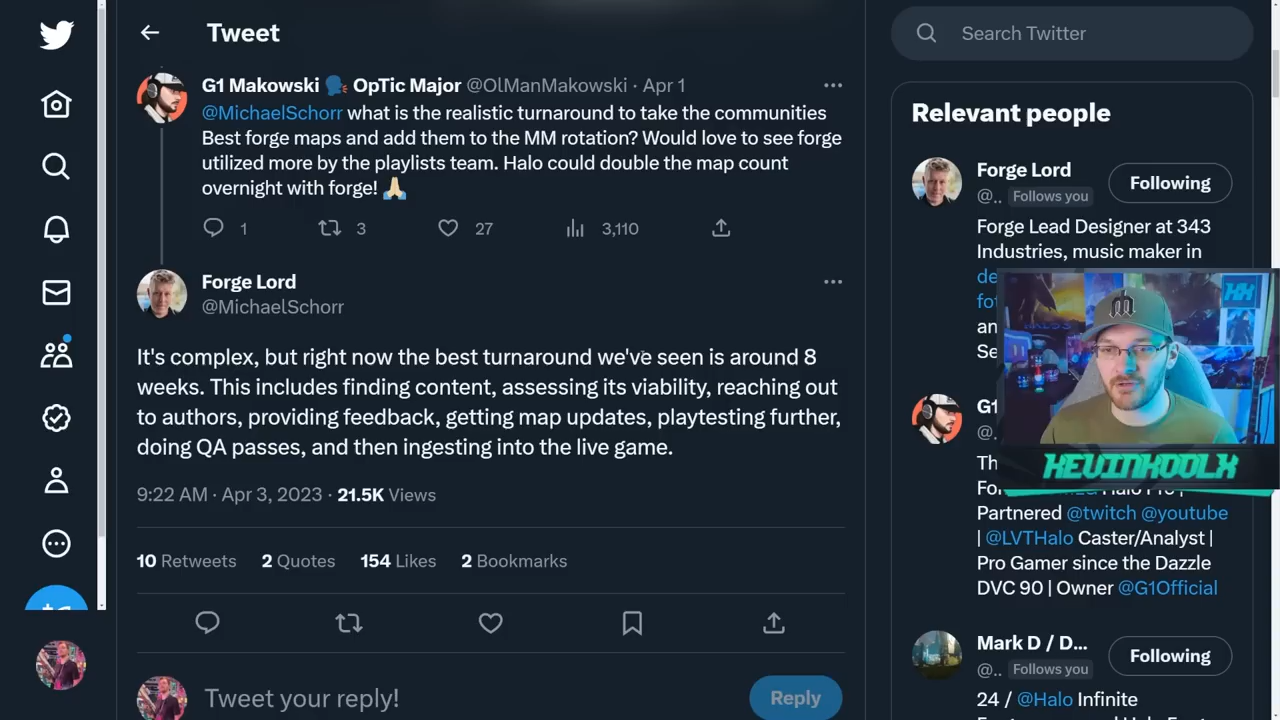 Tweet
Search Twitter
G1 Makowski 🗣️ OpTic Major @OlManMakowski · Apr 1
@MichaelSchorr what is the realistic turnaround to take the communities
Best forge maps and add them to the MM rotation? Would love to see forge
utilized more by the playlists team. Halo could double the map count
overnight with forge! 🙏🏼
1 3 27 3,110
Forge Lord
@MichaelSchorr
It's complex, but right now the best turnaround we've seen is around 8
weeks. This includes finding content, assessing its viability, reaching out
to authors, providing feedback, getting map updates, playtesting further,
doing QA passes, and then ingesting into the live game.
9:22 AM · Apr 3, 2023 · 21.5K Views
10 Retweets 2 Quotes 154 Likes 2 Bookmarks
Tweet your reply!
Reply
Relevant people
Forge Lord
@.. Follows you
Following
Forge Lead Designer at 343
Industries, music maker in
de
fo
an
Se
HX
KEVINKOOLX
G1
@.
Th
Fo
Halo Pro |
Partnered @twitch @youtube
| @LVTHalo Caster/Analyst |
Pro Gamer since the Dazzle
DVC 90 | Owner @G1Official
Mark D / D...
@.. Follows you
Following
24 / @Halo Infinite